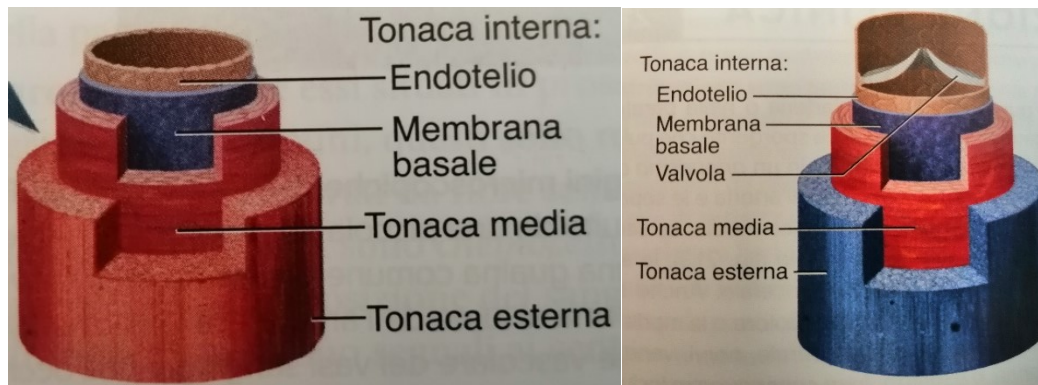 Tonaca interna:
Endotelio
Membrana
basale
Tonaca media
Tonaca esterna
Tonaca interna:
Endotelio
Membrana
basale
Valvola
Tonaca media
Tonaca esterna